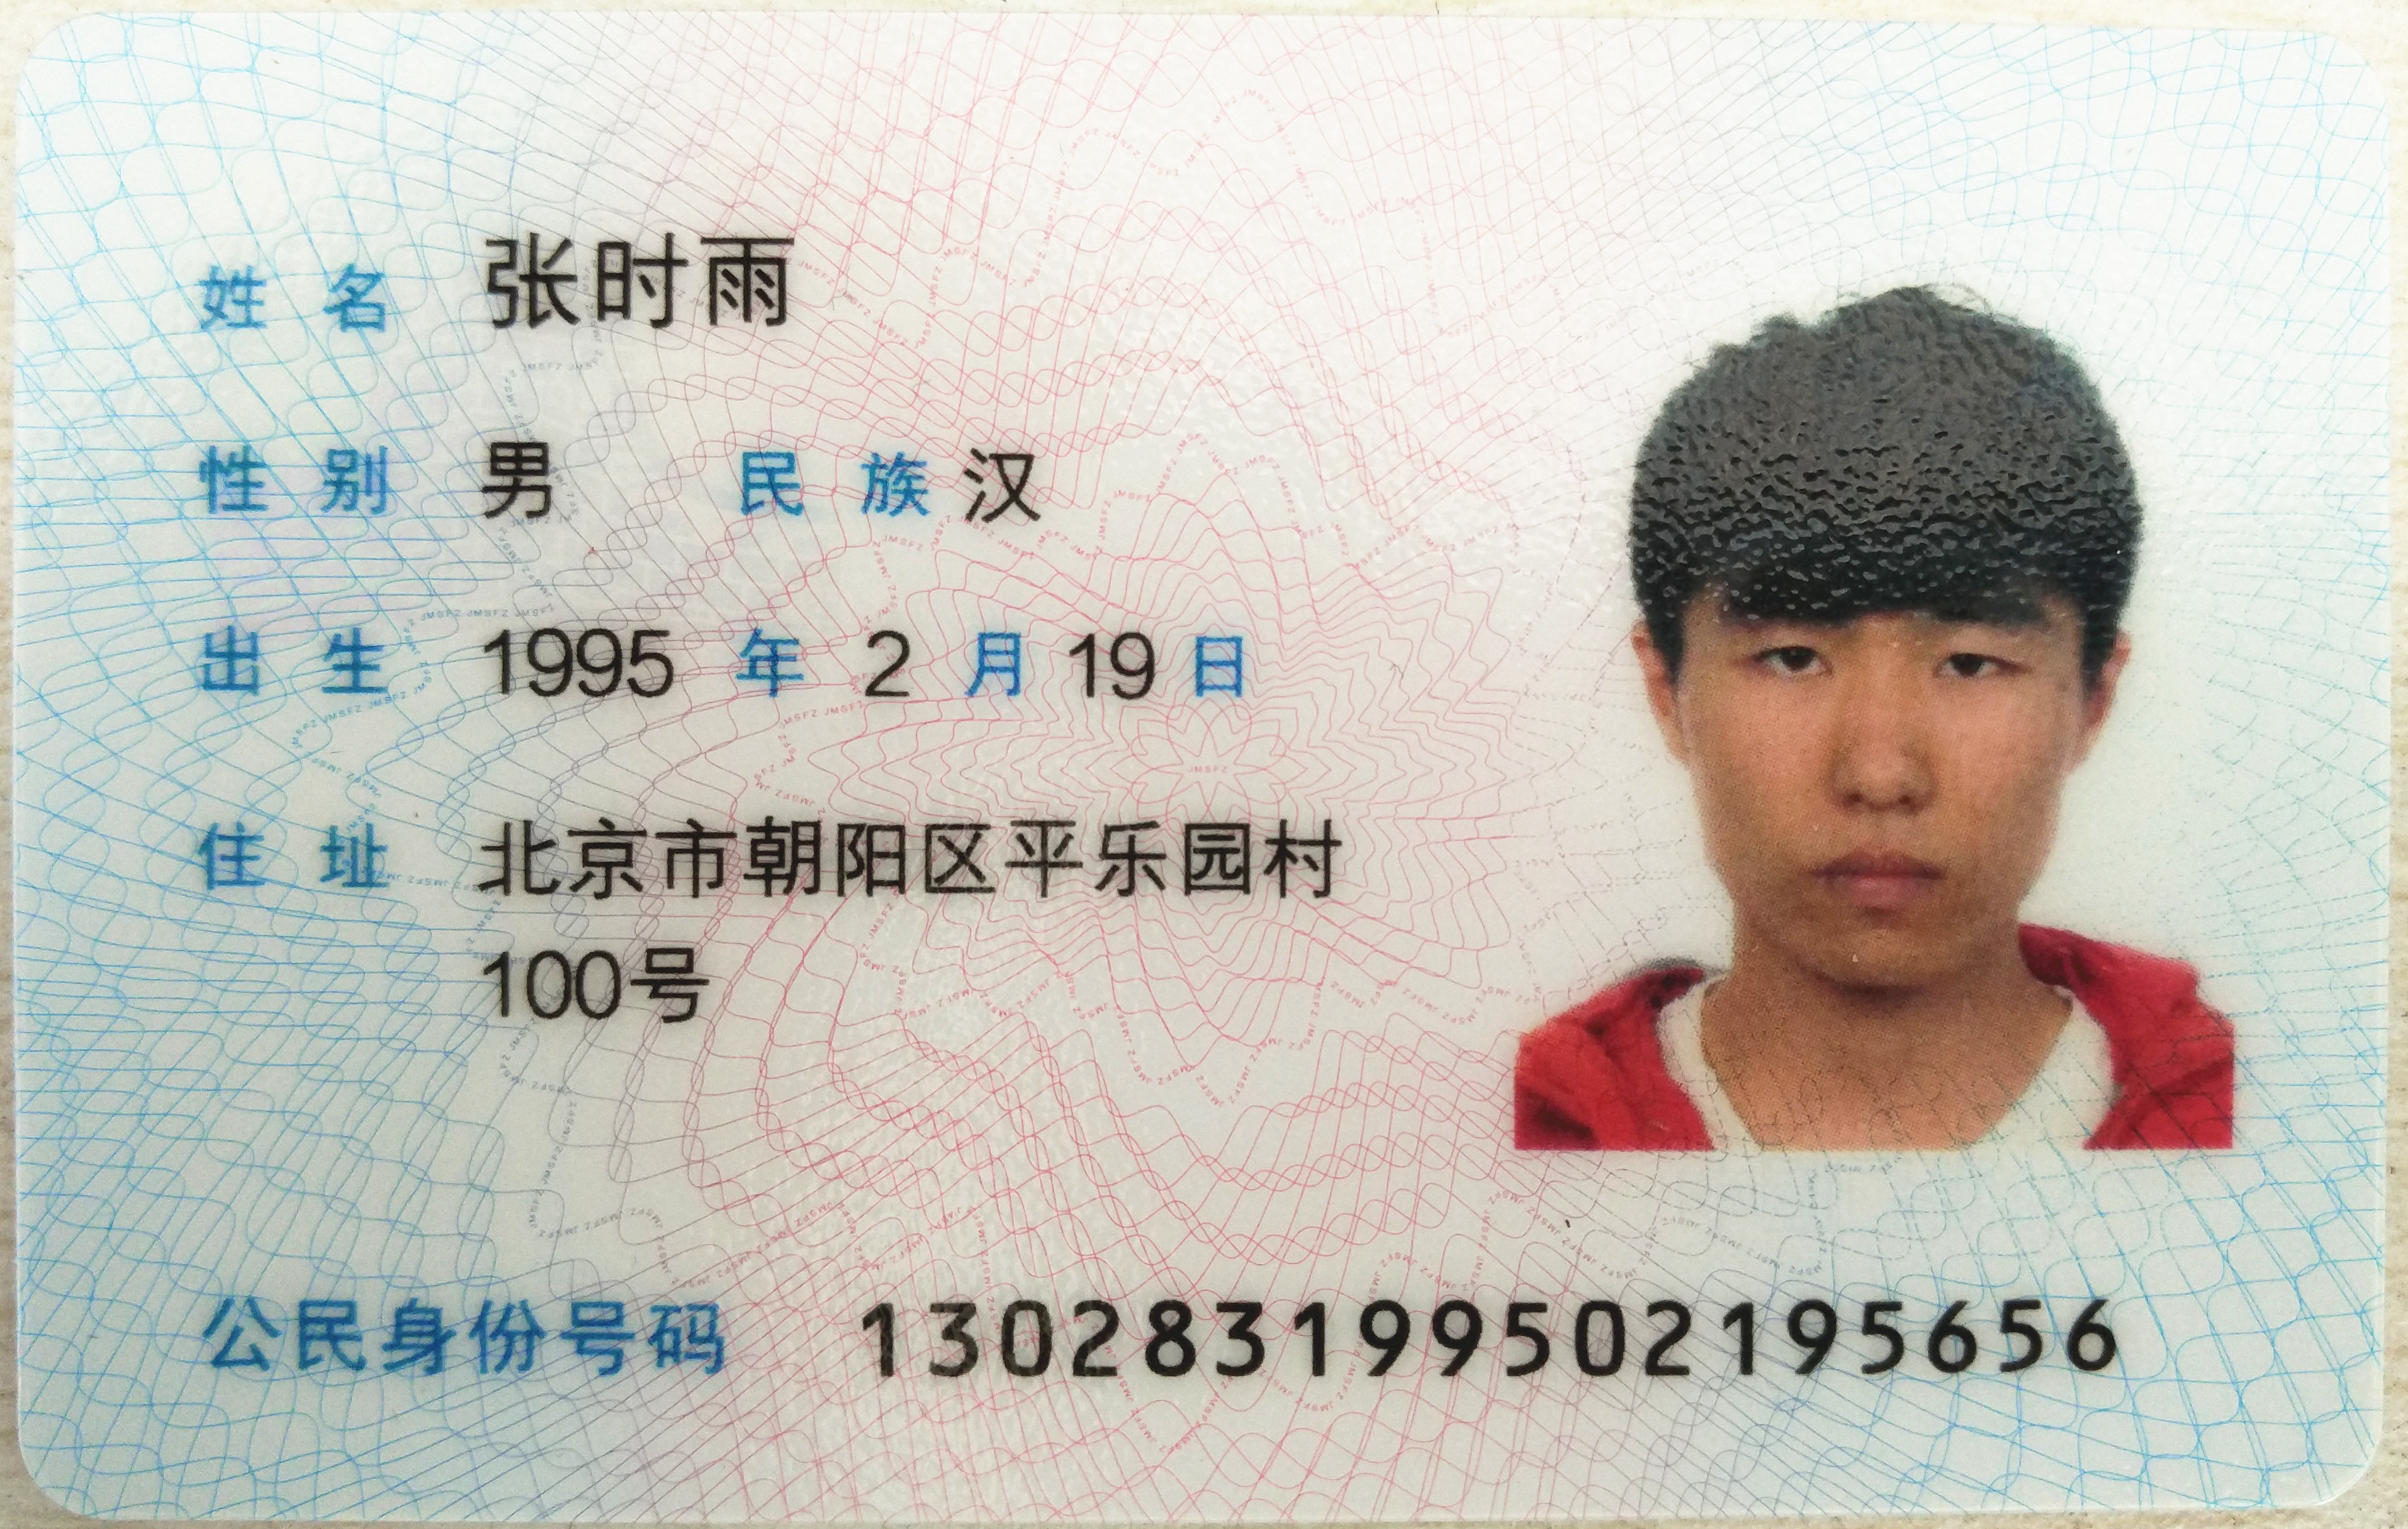 姓名 张时雨
性别 男 民族 汉
出生 1995 年 2 月 19 日
住址 北京市朝阳区平乐园村
100号
公民身份号码 130283199502195656